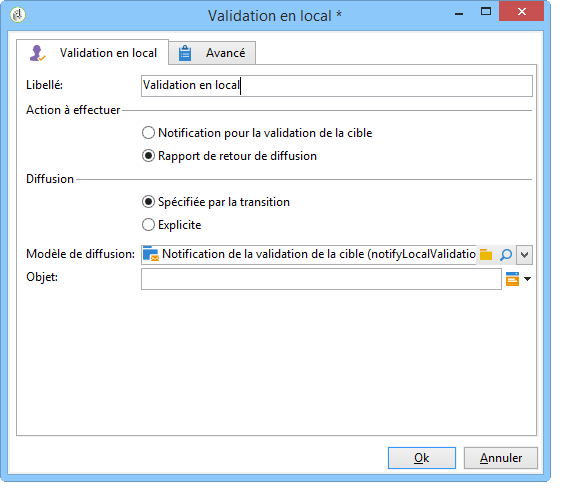 Validation en local *
Validation en local
Avancé
Libellé: Validation en local
Action à effectuer
Notification pour la validation de la cible
Rapport de retour de diffusion
Diffusion
Spécifiée par la transition
Explicite
Modèle de diffusion: Notification de la validation de la cible (notifyLocalValidatio
Objet:
Ok
Annuler